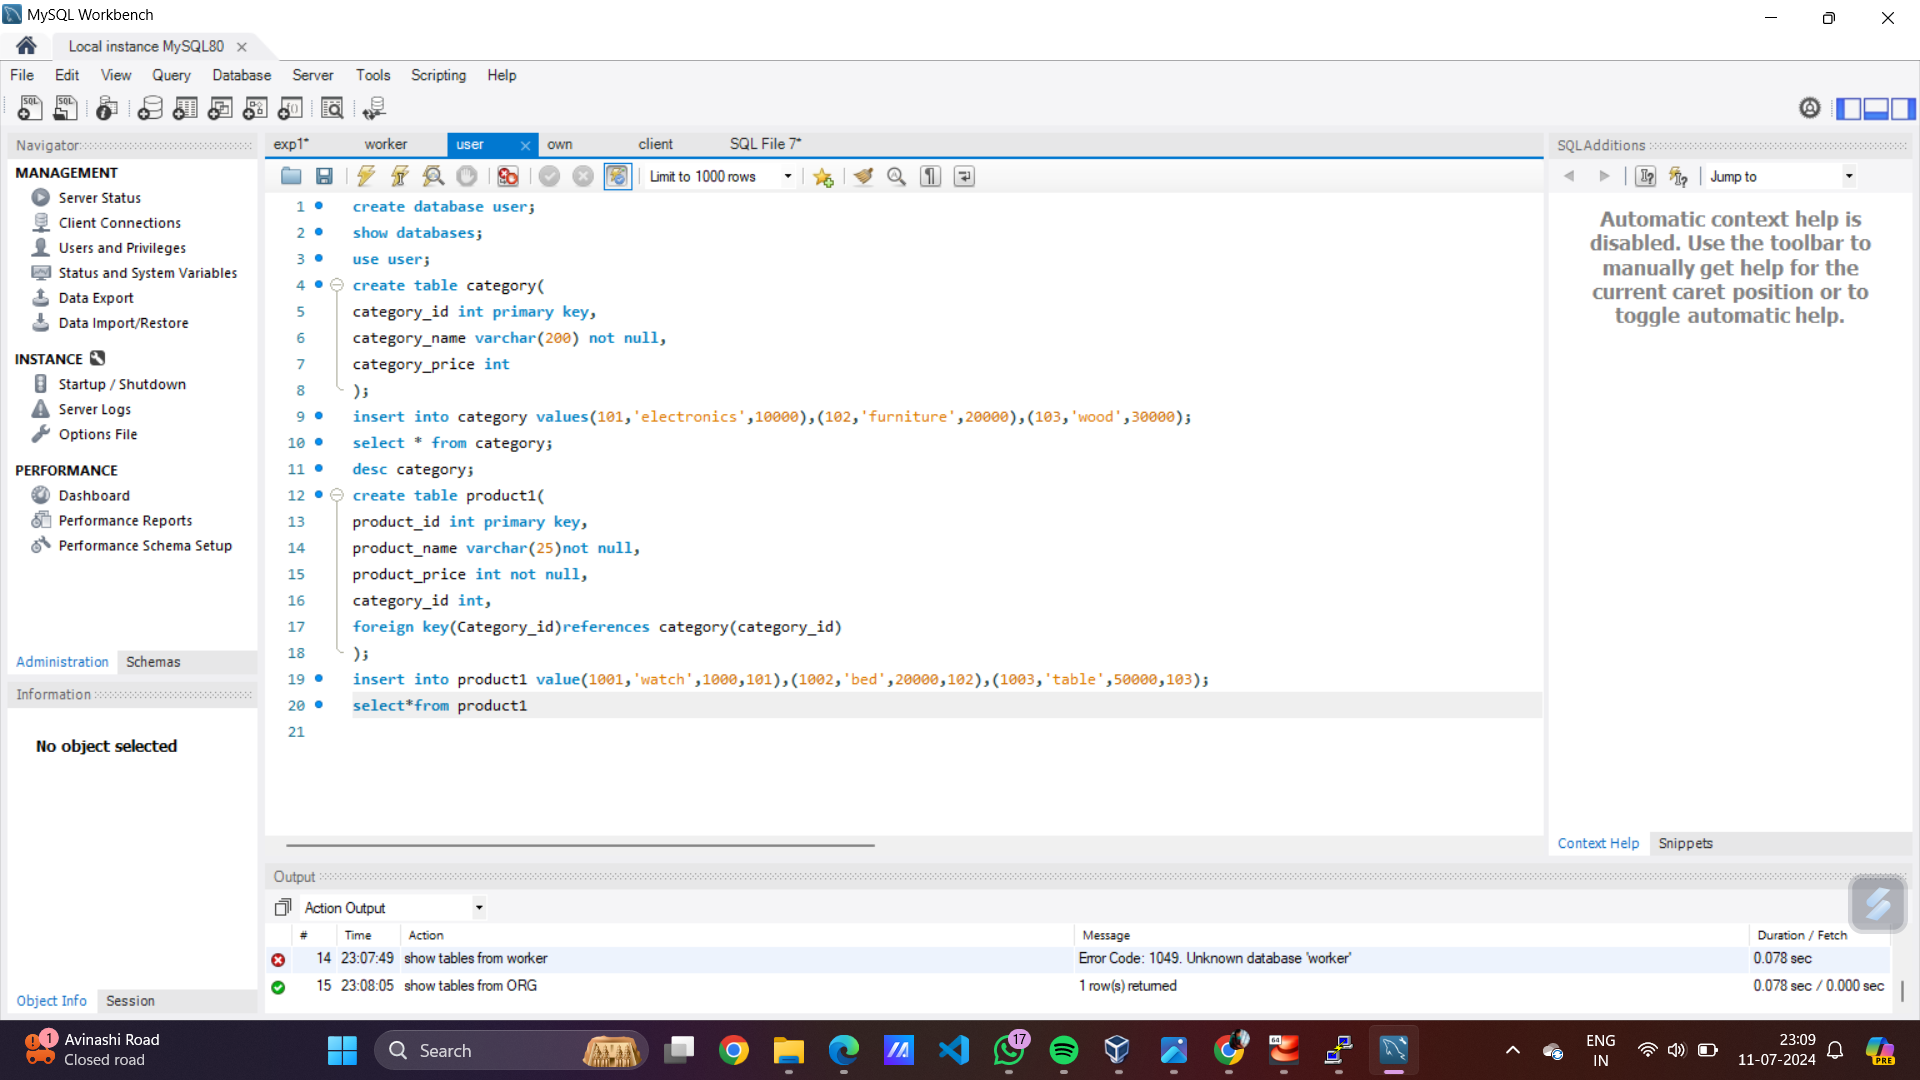 MySQL Workbench
Local instance MySQL80
File Edit View Query Database Server Tools Scripting Help
Navigator
MANAGEMENT
Server Status
Client Connections
Users and Privileges
Status and System Variables
Data Export
Data Import/Restore
INSTANCE
Startup / Shutdown
Server Logs
Options File
PERFORMANCE
Dashboard
Performance Reports
Performance Schema Setup
Administration Schemas
Information
No object selected
Object Info Session
exp1* worker user own client SQL File 7*
Limit to 1000 rows
1 create database user;
2 show databases;
3 use user;
4 create table category(
5 category_id int primary key,
6 category_name varchar(200) not null,
7 category_price int
8 );
9 insert into category values(101,'electronics',10000),(102,'furniture',20000),(103,'wood',30000);
10 select * from category;
11 desc category;
12 create table product1(
13 product_id int primary key,
14 product_name varchar(25)not null,
15 product_price int not null,
16 category_id int,
17 foreign key(Category_id)references category(category_id)
18 );
19 insert into product1 value(1001,'watch',1000,101),(1002,'bed',20000,102),(1003,'table',50000,103);
20 select*from product1
21
SQLAdditions
Jump to
Automatic context help is
disabled. Use the toolbar to
manually get help for the
current caret position or to
toggle automatic help.
Context Help Snippets
Output
Action Output
# Time Action Message Duration / Fetch
14 23:07:49 show tables from worker Error Code: 1049. Unknown database 'worker' 0.078 sec
15 23:08:05 show tables from ORG 1 row(s) returned 0.078 sec / 0.000 sec
1
Avinashi Road
Closed road
Search
17
64
ENG
IN
23:09
11-07-2024
PRE